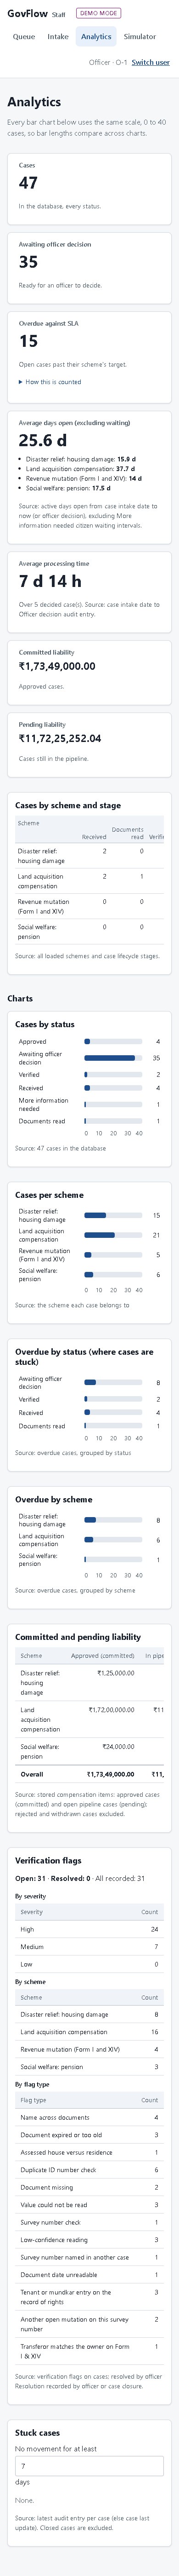 GovFlow Staff DEMO MODE
Queue Intake Analytics Simulator
Officer · O-1 Switch user
Analytics
Every bar chart below uses the same scale, 0 to 40
cases, so bar lengths compare across charts.
Cases
47
In the database, every status.
Awaiting officer decision
35
Ready for an officer to decide.
Overdue against SLA
15
Open cases past their scheme's target.
▶ How this is counted
Average days open (excluding waiting)
25.6 d
• Disaster relief: housing damage: 15.9 d
• Land acquisition compensation: 37.7 d
• Revenue mutation (Form I and XIV): 14 d
• Social welfare: pension: 17.5 d
Source: active days open from case intake date to
now (or officer decision), excluding More
information needed citizen waiting intervals.
Average processing time
7 d 14 h
Over 5 decided case(s). Source: case intake date to
Officer decision audit entry.
Committed liability
₹1,73,49,000.00
Approved cases.
Pending liability
₹11,72,25,252.04
Cases still in the pipeline.
Cases by scheme and stage
Scheme
Received
Documents
read
Disaster relief:
housing damage
2 0
Land acquisition
compensation
2 1
Revenue mutation
(Form I and XIV)
0 0
Social welfare:
pension
0 0
Source: all loaded schemes and case lifecycle stages.
Charts
Cases by status
Approved 4
Awaiting officer
decision
35
Verified 2
Received 4
More information
needed
1
Documents read 1
0 10 20 30 40
Source: 47 cases in the database
Cases per scheme
Disaster relief:
housing damage
15
Land acquisition
compensation
21
Revenue mutation
(Form I and XIV)
5
Social welfare:
pension
6
0 10 20 30 40
Source: the scheme each case belongs to
Overdue by status (where cases are
stuck)
Awaiting officer
decision
8
Verified 2
Received 4
Documents read 1
0 10 20 30 40
Source: overdue cases, grouped by status
Overdue by scheme
Disaster relief:
housing damage
8
Land acquisition
compensation
6
Social welfare:
pension
1
0 10 20 30 40
Source: overdue cases, grouped by scheme
Committed and pending liability
Scheme Approved (committed) In pipe
Disaster relief:
housing
damage
₹1,25,000.00
Land
acquisition
compensation
₹1,72,00,000.00 ₹11
Social welfare:
pension
₹24,000.00
Overall ₹1,73,49,000.00 ₹11,
Source: stored compensation items: approved cases
(committed) and open pipeline cases (pending);
rejected and withdrawn cases excluded.
Verification flags
Open: 31 · Resolved: 0 · All recorded: 31
By severity
Severity Count
High 24
Medium 7
Low 0
By scheme
Scheme Count
Disaster relief: housing damage 8
Land acquisition compensation 16
Revenue mutation (Form I and XIV) 4
Social welfare: pension 3
By flag type
Flag type Count
Name across documents 4
Document expired or too old 3
Assessed house versus residence 1
Duplicate ID number check 6
Document missing 2
Value could not be read 3
Survey number check 1
Low-confidence reading 3
Survey number named in another case 1
Document date unreadable 1
Tenant or mundkar entry on the
record of rights
3
Another open mutation on this survey
number
2
Transferor matches the owner on Form
I & XIV
1
Source: verification flags on cases; resolved by officer
Resolution recorded by officer or case closure.
Stuck cases
No movement for at least
7
days
None.
Source: latest audit entry per case (else case last
update). Closed cases are excluded.